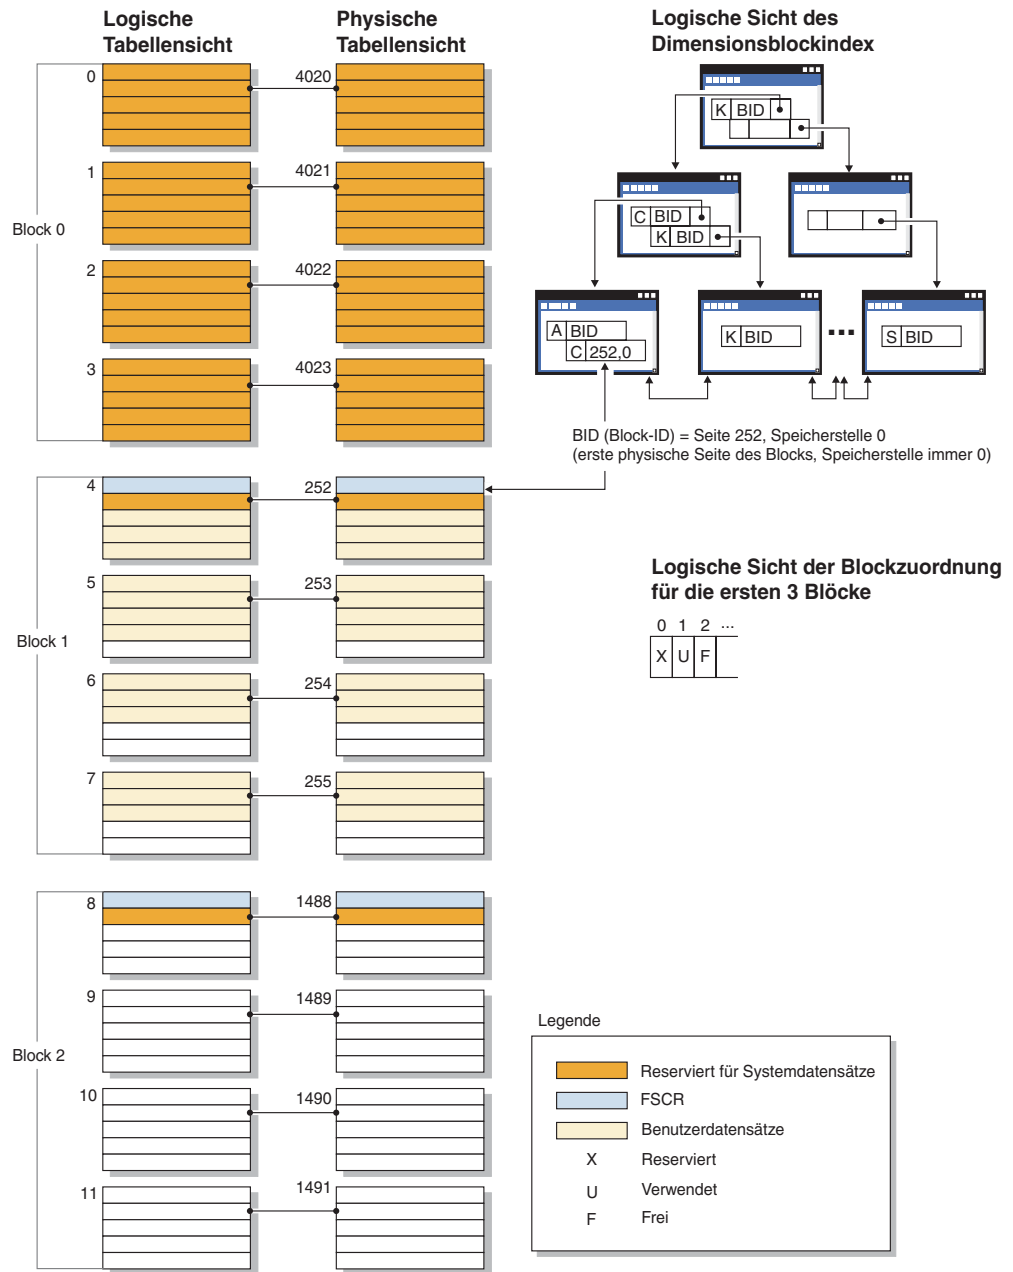 Logische
Tabellensicht
Physische
Tabellensicht
Logische Sicht des
Dimensionsblockindex
0
4020
1
4021
Block 0
2
4022
3
4023
K BID
C BID
K BID
A BID
C 252,0
K BID
S BID
BID (Block-ID) = Seite 252, Speicherstelle 0
(erste physische Seite des Blocks, Speicherstelle immer 0)
4
252
5
253
Block 1
6
254
7
255
Logische Sicht der Blockzuordnung
für die ersten 3 Blöcke
0 1 2 ...
X U F
8
1488
9
1489
Block 2
10
1490
11
1491
Legende
Reserviert für Systemdatensätze
FSCR
Benutzerdatensätze
X Reserviert
U Verwendet
F Frei